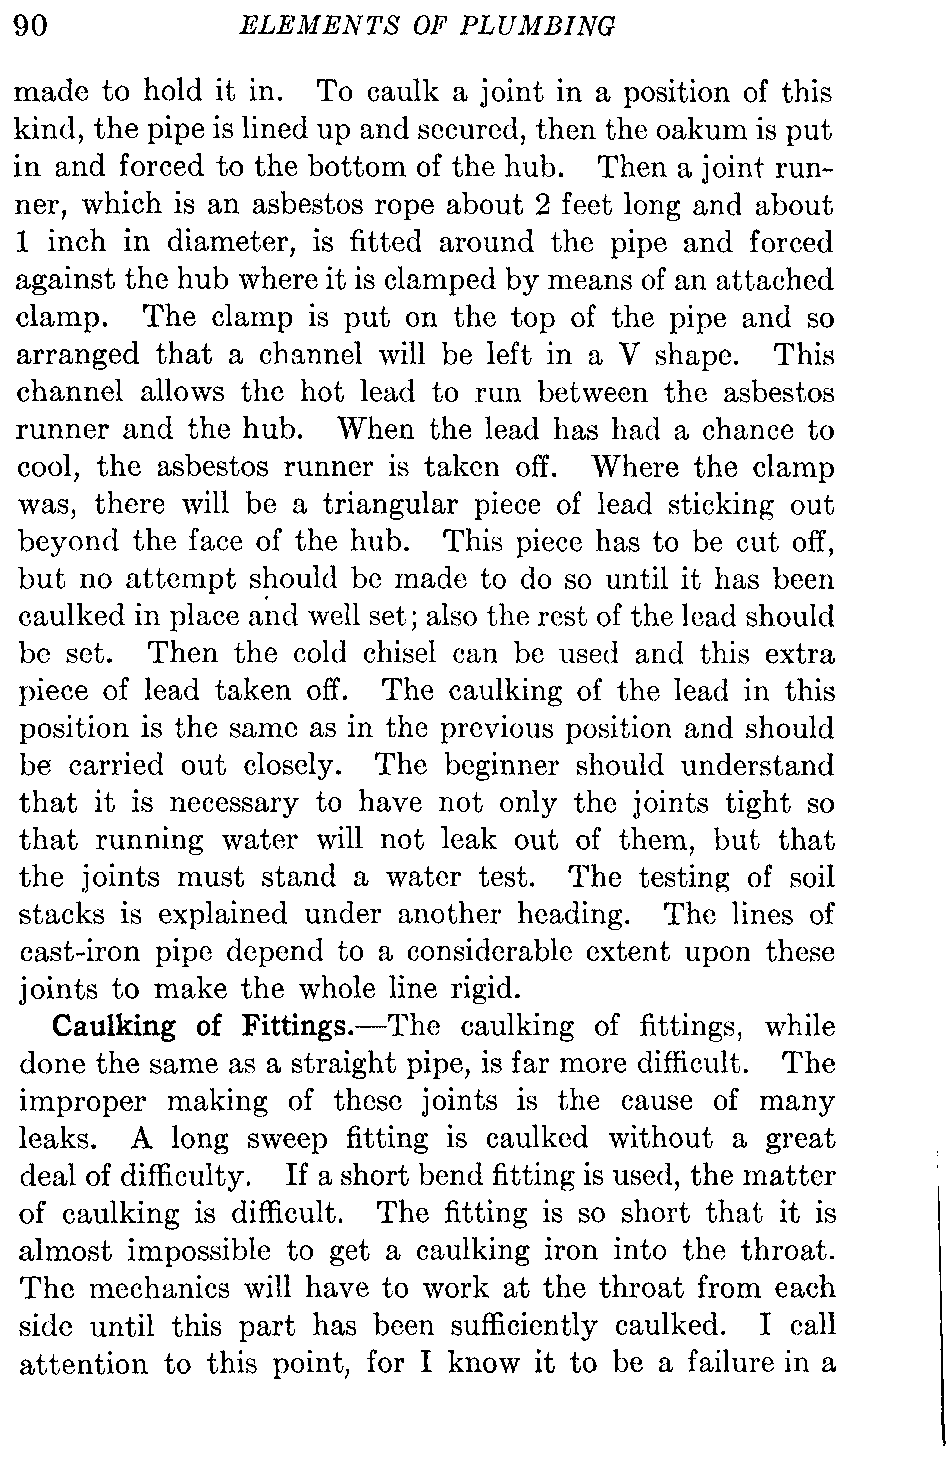 90 ELEMENTS OF PLUMBING
made to hold it in. To caulk a joint in a position of this
kind, the pipe is lined up and secured, then the oakum is put
in and forced to the bottom of the hub. Then a joint run-
ner, which is an asbestos rope about 2 feet long and about
1 inch in diameter, is fitted around the pipe and forced
against the hub where it is clamped by means of an attached
clamp. The clamp is put on the top of the pipe and so
arranged that a channel will be left in a V shape. This
channel allows the hot lead to run between the asbestos
runner and the hub. When the lead has had a chance to
cool, the asbestos runner is taken off. Where the clamp
was, there will be a triangular piece of lead sticking out
beyond the face of the hub. This piece has to be cut off,
but no attempt should be made to do so until it has been
caulked in place and well set; also the rest of the lead should
be set. Then the cold chisel can be used and this extra
piece of lead taken off. The caulking of the lead in this
position is the same as in the previous position and should
be carried out closely. The beginner should understand
that it is necessary to have not only the joints tight so
that running water will not leak out of them, but that
the joints must stand a water test. The testing of soil
stacks is explained under another heading. The lines of
cast-iron pipe depend to a considerable extent upon these
joints to make the whole line rigid.
Caulking of Fittings.—The caulking of fittings, while
done the same as a straight pipe, is far more difficult. The
improper making of these joints is the cause of many
leaks. A long sweep fitting is caulked without a great
deal of difficulty. If a short bend fitting is used, the matter
of caulking is difficult. The fitting is so short that it is
almost impossible to get a caulking iron into the throat.
The mechanics will have to work at the throat from each
side until this part has been sufficiently caulked. I call
attention to this point, for I know it to be a failure in a